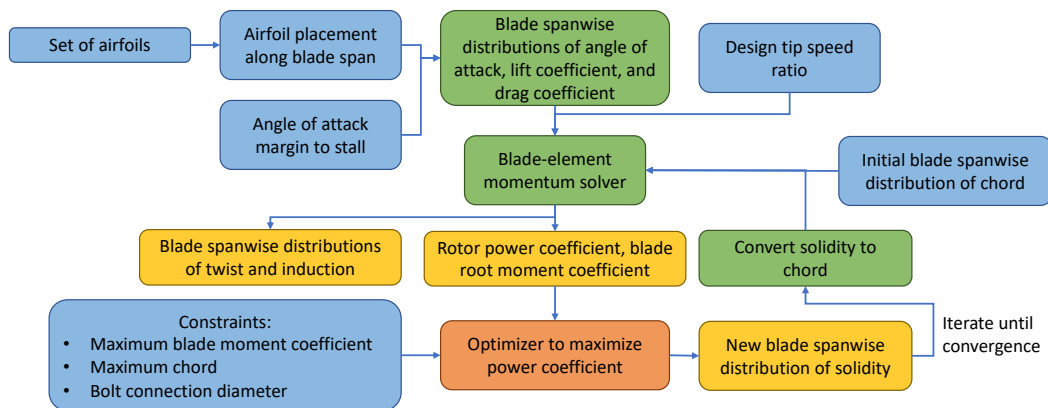 Set of airfoils
Airfoil placement
along blade span
Blade spanwise
distributions of angle of
attack, lift coefficient, and
drag coefficient
Design tip speed
ratio
Angle of attack
margin to stall
Blade-element
momentum solver
Initial blade spanwise
distribution of chord
Blade spanwise distributions
of twist and induction
Rotor power coefficient, blade
root moment coefficient
Convert solidity to
chord
Constraints:
• Maximum blade moment coefficient
• Maximum chord
• Bolt connection diameter
Optimizer to maximize
power coefficient
New blade spanwise
distribution of solidity
Iterate until
convergence